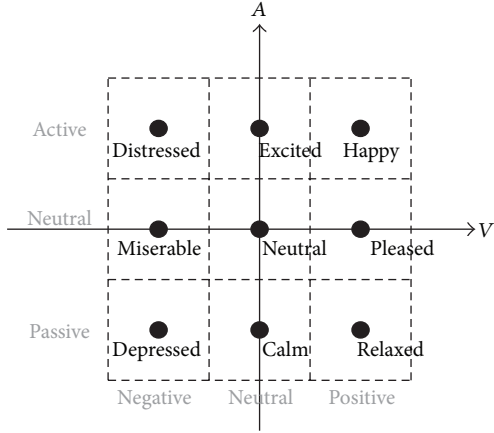 A
Active
Distressed Excited Happy
Neutral
V
Miserable Neutral Pleased
Passive
Depressed Calm Relaxed
Negative Neutral Positive